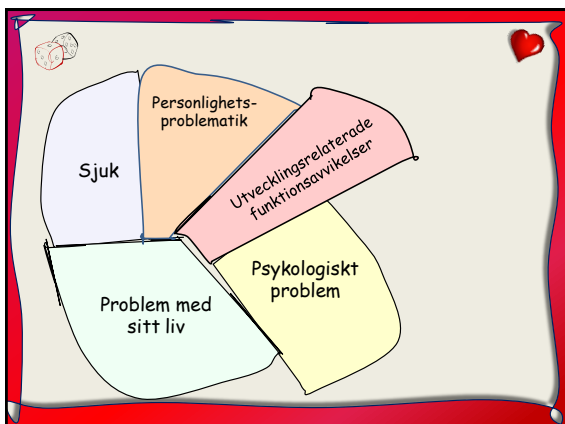 Personlighets-
problematik
Sjuk
Utvecklingsrelaterade
funktionsavvikelser
Psykologiskt
problem
Problem med
sitt liv